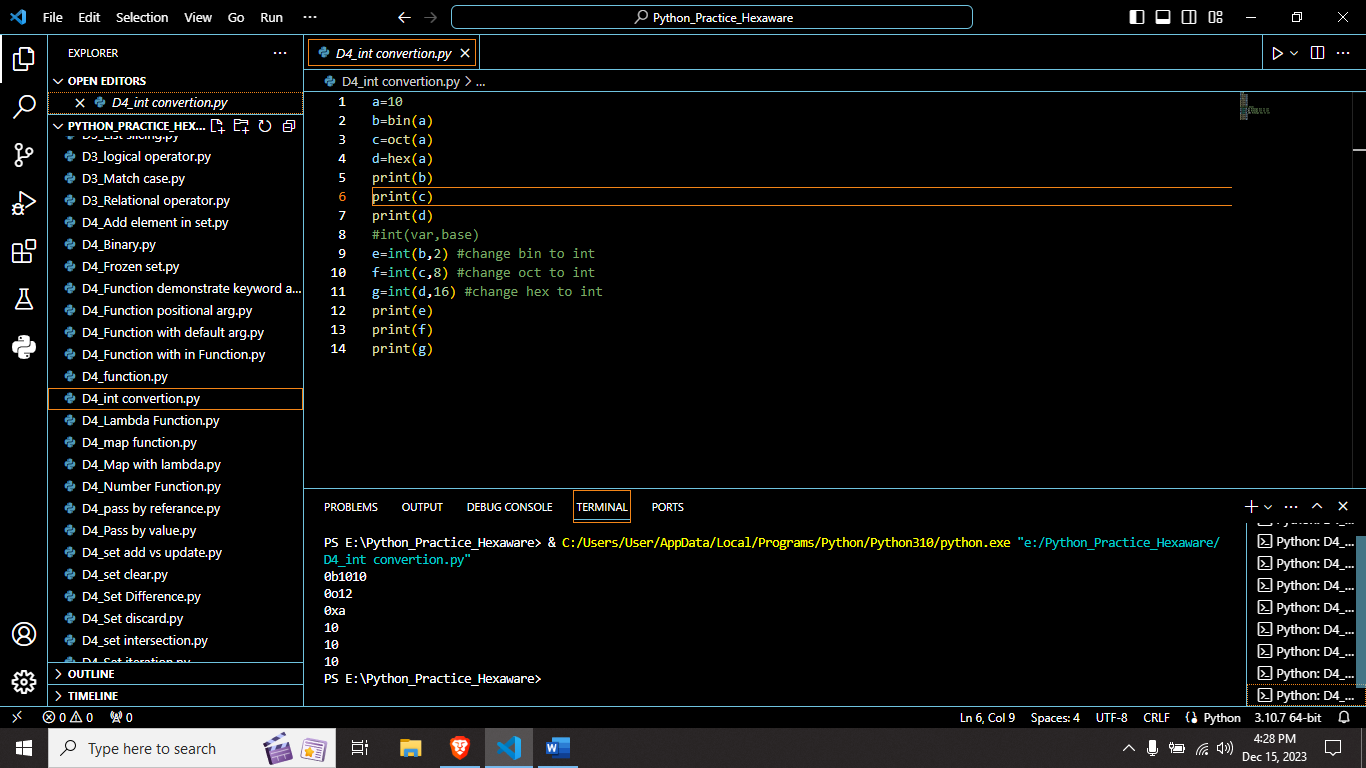 File Edit Selection View Go Run ···
Python_Practice_Hexaware
EXPLORER ···
OPEN EDITORS
D4_int convertion.py
PYTHON_PRACTICE_HEX...
D3_List slicing.py
D3_logical operator.py
D3_Match case.py
D3_Relational operator.py
D4_Add element in set.py
D4_Binary.py
D4_Frozen set.py
D4_Function demonstrate keyword a...
D4_Function positional arg.py
D4_Function with default arg.py
D4_Function with in Function.py
D4_function.py
D4_int convertion.py
D4_Lambda Function.py
D4_map function.py
D4_Map with lambda.py
D4_Number Function.py
D4_pass by referance.py
D4_Pass by value.py
D4_set add vs update.py
D4_set clear.py
D4_Set Difference.py
D4_Set discard.py
D4_set intersection.py
D4_Set iteration.py
OUTLINE
TIMELINE
D4_int convertion.py
D4_int convertion.py > ...
1 a=10
2 b=bin(a)
3 c=oct(a)
4 d=hex(a)
5 print(b)
6 print(c)
7 print(d)
8 #int(var,base)
9 e=int(b,2) #change bin to int
10 f=int(c,8) #change oct to int
11 g=int(d,16) #change hex to int
12 print(e)
13 print(f)
14 print(g)
PROBLEMS OUTPUT DEBUG CONSOLE TERMINAL PORTS
PS E:\Python_Practice_Hexaware> & C:/Users/User/AppData/Local/Programs/Python/Python310/python.exe "e:/Python_Practice_Hexaware/
D4_int convertion.py"
0b1010
0o12
0xa
10
10
10
PS E:\Python_Practice_Hexaware>
Python: D4_...
Python: D4_...
Python: D4_...
Python: D4_...
Python: D4_...
Python: D4_...
Python: D4_...
Python: D4_...
0 0 0
Ln 6, Col 9 Spaces: 4 UTF-8 CRLF Python 3.10.7 64-bit
Type here to search
4:28 PM
Dec 15, 2023